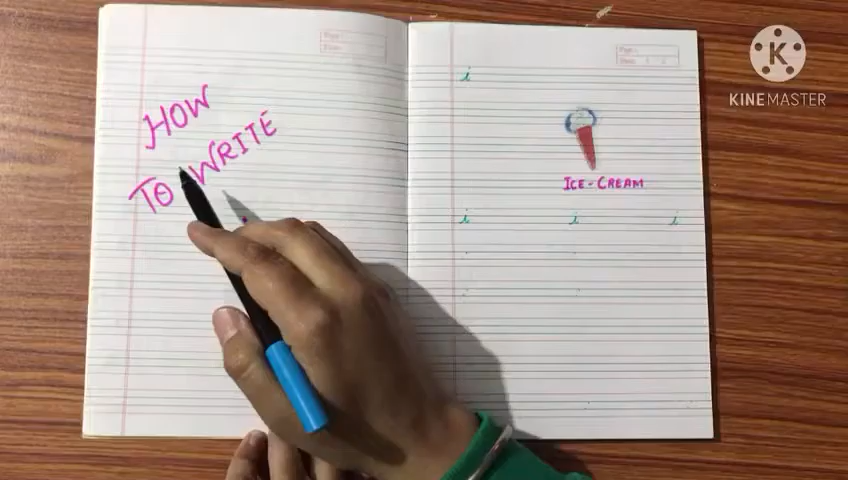 HOW
TO WRITE
i
ICE-CREAM
i i i
KINEMASTER